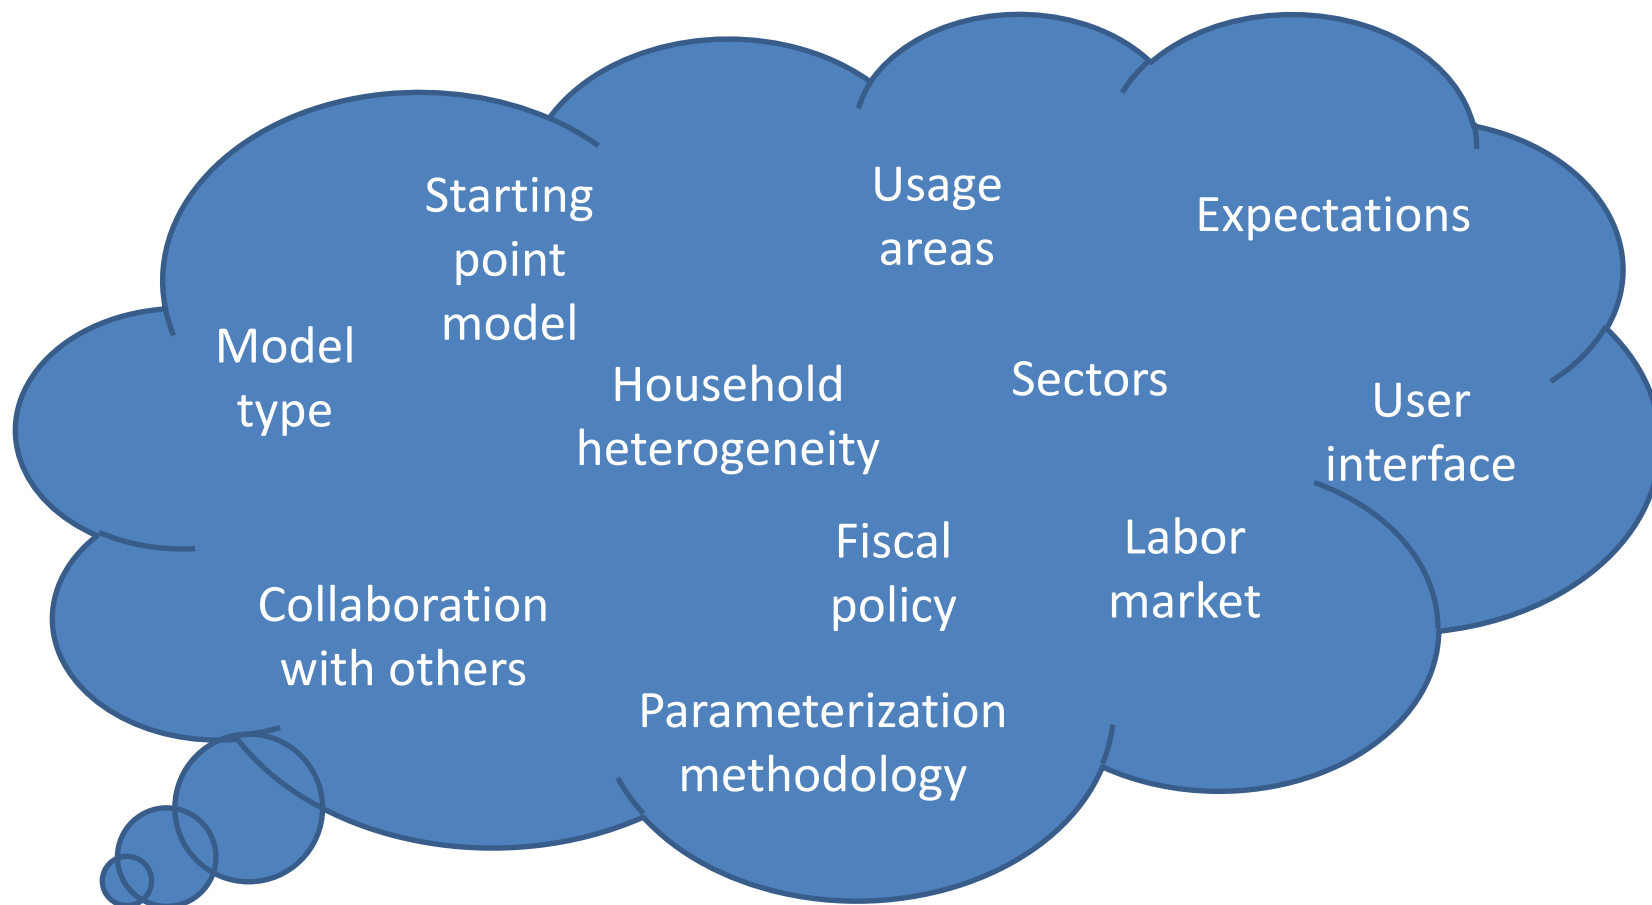 Starting
point
model
Usage
areas
Expectations
Model
type
Household
heterogeneity
Sectors
User
interface
Fiscal
policy
Labor
market
Collaboration
with others
Parameterization
methodology